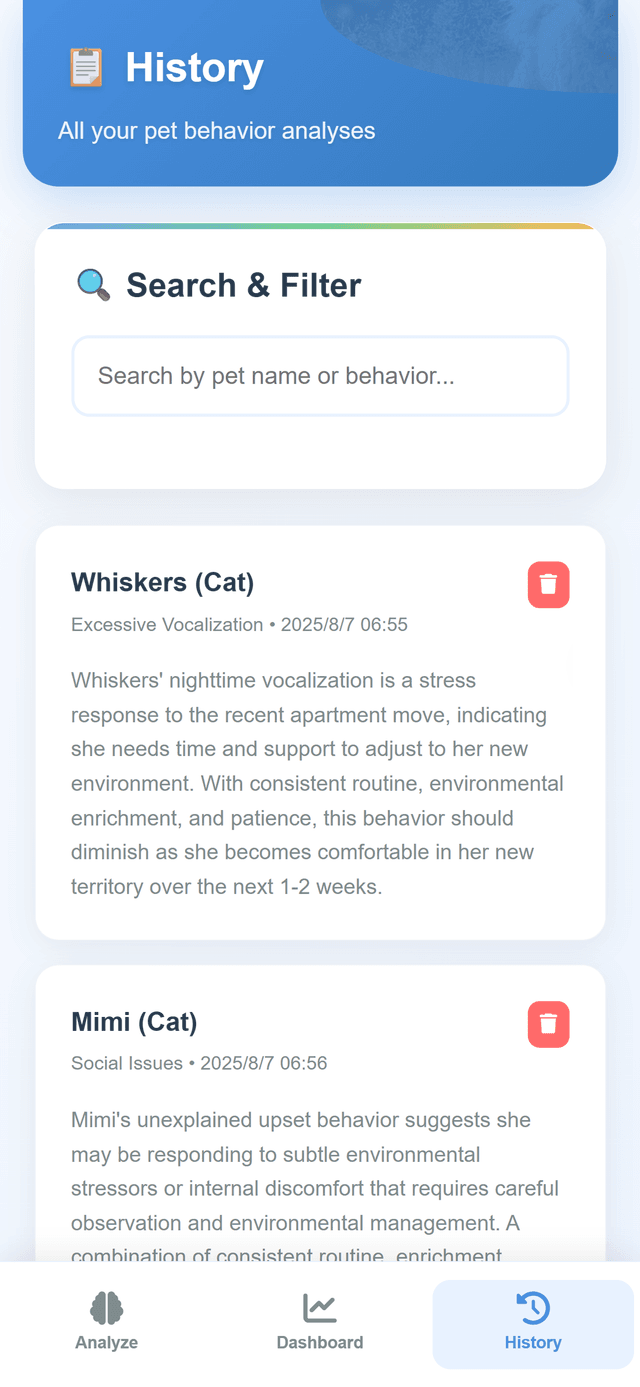 History
All your pet behavior analyses
Search & Filter
Search by pet name or behavior...
Whiskers (Cat)
Excessive Vocalization • 2025/8/7 06:55
Whiskers' nighttime vocalization is a stress
response to the recent apartment move, indicating
she needs time and support to adjust to her new
environment. With consistent routine, environmental
enrichment, and patience, this behavior should
diminish as she becomes comfortable in her new
territory over the next 1-2 weeks.
Mimi (Cat)
Social Issues • 2025/8/7 06:56
Mimi's unexplained upset behavior suggests she
may be responding to subtle environmental
stressors or internal discomfort that requires careful
observation and environmental management. A
combination of consistent routine, enrichment
Analyze
Dashboard
History